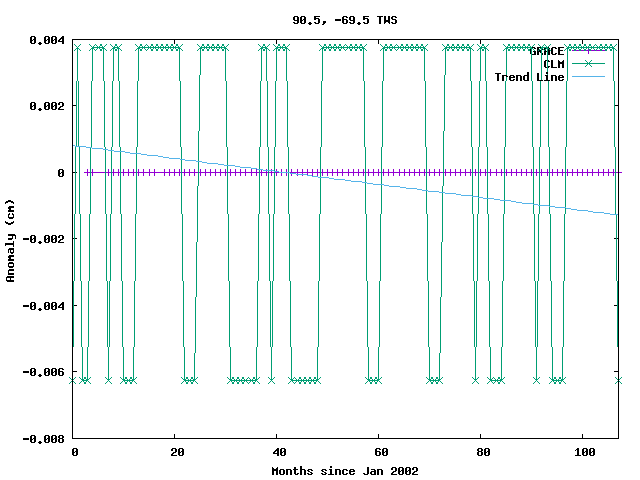 90.5, -69.5 TWS
GRACE
CLM
Trend Line
0.004
0.002
0
-0.002
-0.004
-0.006
-0.008
Anomaly (cm)
0 20 40 60 80 100
Months since Jan 2002